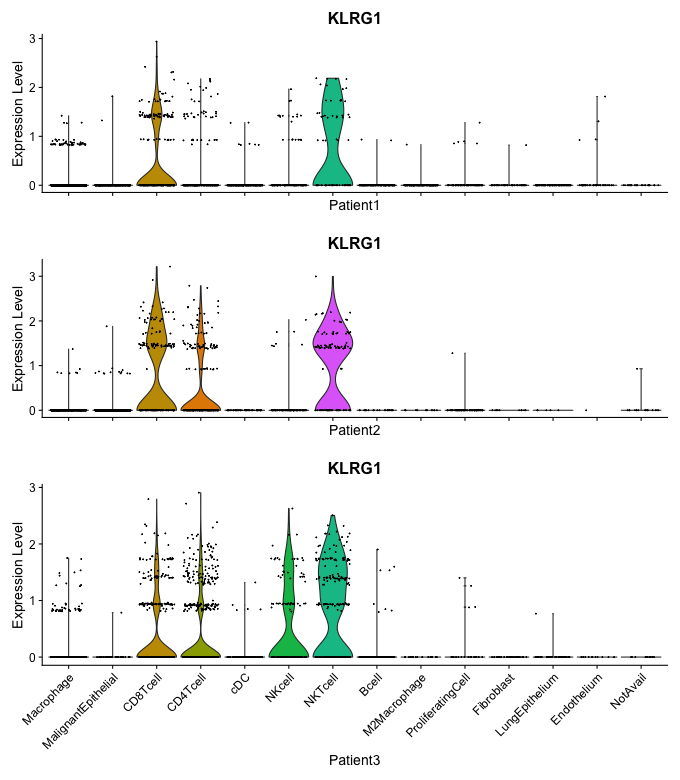 KLRG1
Expression Level
3
2
1
0
Patient1
KLRG1
Expression Level
3
2
1
0
Patient2
KLRG1
Expression Level
3
2
1
0
Macrophage
MalignantEpithelial
CD8Tcell
CD4Tcell
cDC
NKcell
NKTcell
Bcell
M2Macrophage
ProliferatingCell
Fibroblast
LungEpithelium
Endothelium
NotAvail
Patient3